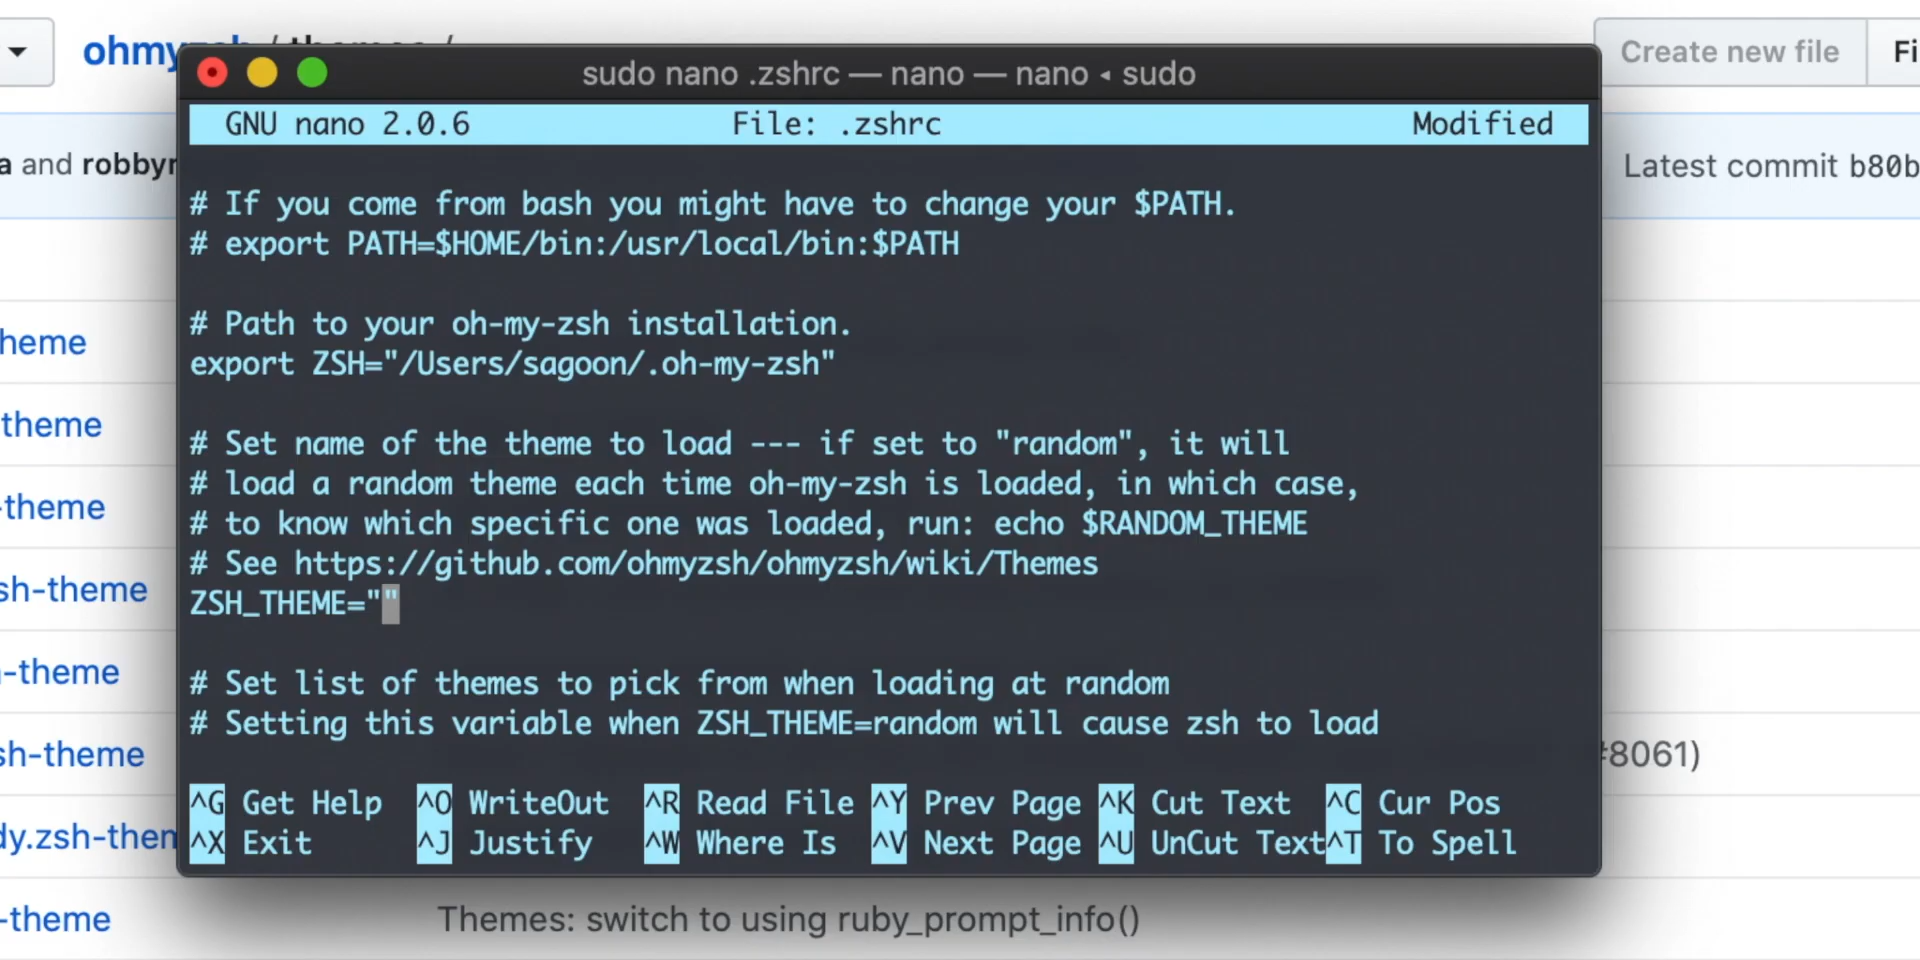 sudo nano .zshrc — nano — nano ◂ sudo
Create new file
GNU nano 2.0.6 File: .zshrc Modified
and
Latest commit b80b
# If you come from bash you might have to change your $PATH.
# export PATH=$HOME/bin:/usr/local/bin:$PATH
# Path to your oh-my-zsh installation.
export ZSH="/Users/sagoon/.oh-my-zsh"
# Set name of the theme to load --- if set to "random", it will
# load a random theme each time oh-my-zsh is loaded, in which case,
# to know which specific one was loaded, run: echo $RANDOM_THEME
# See https://github.com/ohmyzsh/ohmyzsh/wiki/Themes
ZSH_THEME=""
# Set list of themes to pick from when loading at random
# Setting this variable when ZSH_THEME=random will cause zsh to load
^G Get Help ^O WriteOut ^R Read File ^Y Prev Page ^K Cut Text ^C Cur Pos
^X Exit ^J Justify ^W Where Is ^V Next Page ^U UnCut Text ^T To Spell
heme
theme
-theme
sh-theme
-theme
sh-theme
#8061)
dy.zsh-them
-theme
Themes: switch to using ruby_prompt_info()